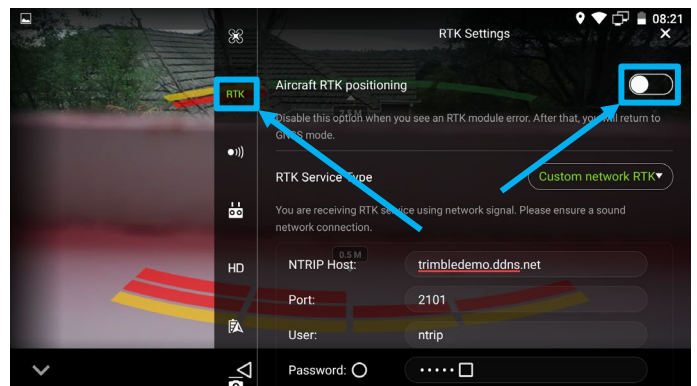 08:21
RTK Settings
RTK
Aircraft RTK positioning
Disable this option when you see an RTK module error. After that, you will return to
GNSS mode.
RTK Service Type
Custom network RTK
You are receiving RTK service using network signal. Please ensure a sound
network connection.
0.5 M
HD
NTRIP Host:
trimbledemo.ddns.net
Port:
2101
User:
ntrip
Password:
•••••